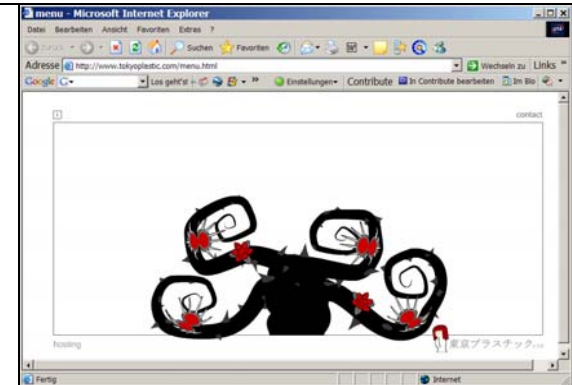 menu - Microsoft Internet Explorer
Datei Bearbeiten Ansicht Favoriten Extras ?
Zurück Suchen Favoriten
Adresse http://www.tokyoplastic.com/menu.html Wechseln zu Links »
Google G Los geht's! » Einstellungen Contribute In Contribute bearbeiten Im Blo
contact
hosting
東京プラスチック
Fertig Internet